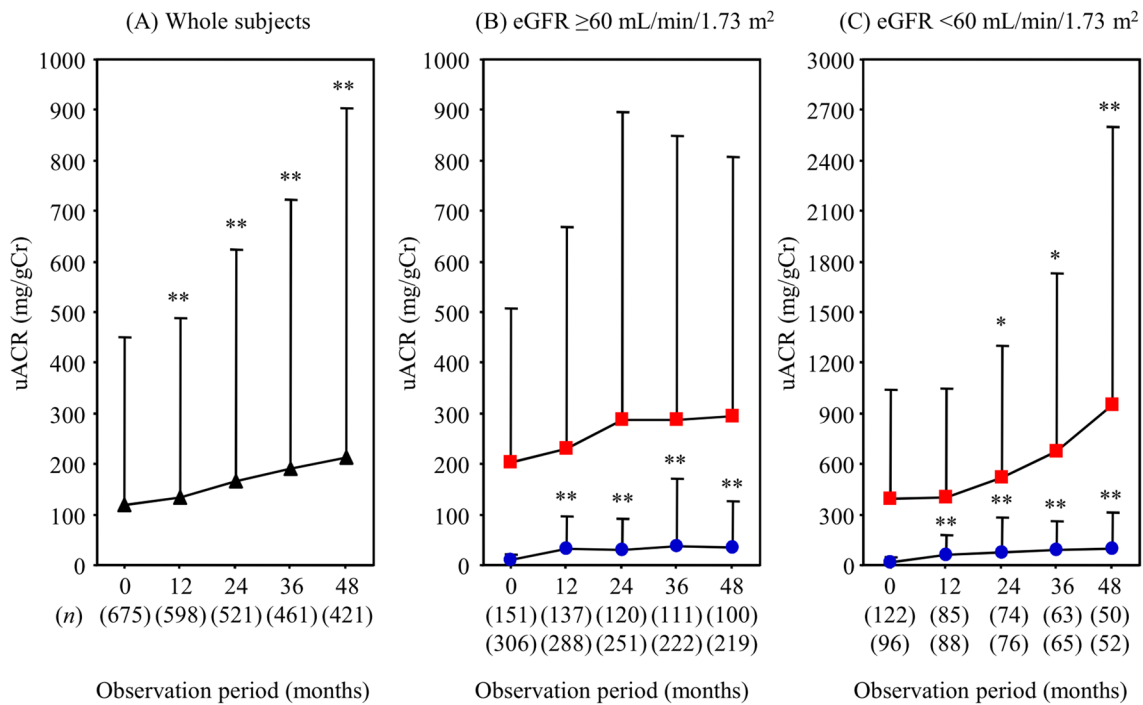 (A) Whole subjects
(B) eGFR ≥60 mL/min/1.73 m²
(C) eGFR <60 mL/min/1.73 m²
uACR (mg/gCr)
1000
900
800
700
600
500
400
300
200
100
0
** ** ** **
0 12 24 36 48
(n) (675) (598) (521) (461) (421)
Observation period (months)
uACR (mg/gCr)
1000
900
800
700
600
500
400
300
200
100
0
** ** ** **
0 12 24 36 48
(151) (137) (120) (111) (100)
(306) (288) (251) (222) (219)
Observation period (months)
uACR (mg/gCr)
3000
2700
2400
2100
1800
1500
1200
900
600
300
0
* * **
** ** ** **
0 12 24 36 48
(122) (85) (74) (63) (50)
(96) (88) (76) (65) (52)
Observation period (months)